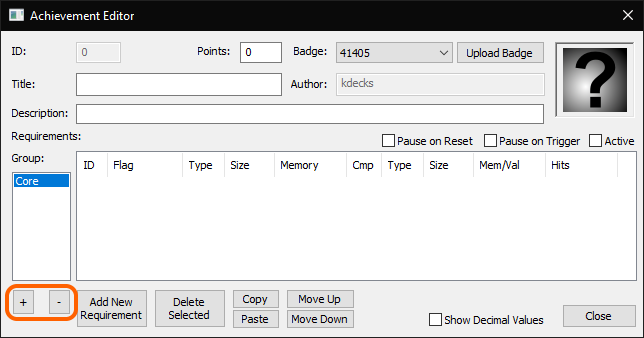 Achievement Editor
ID: 0 Points: 0 Badge: 41405 Upload Badge
Title: Author: kdecks
Description:
Requirements: Pause on Reset Pause on Trigger Active
Group: ID Flag Type Size Memory Cmp Type Size Mem/Val Hits
Core
+ - Add New Requirement Delete Selected Copy Move Up
Paste Move Down Show Decimal Values Close
?